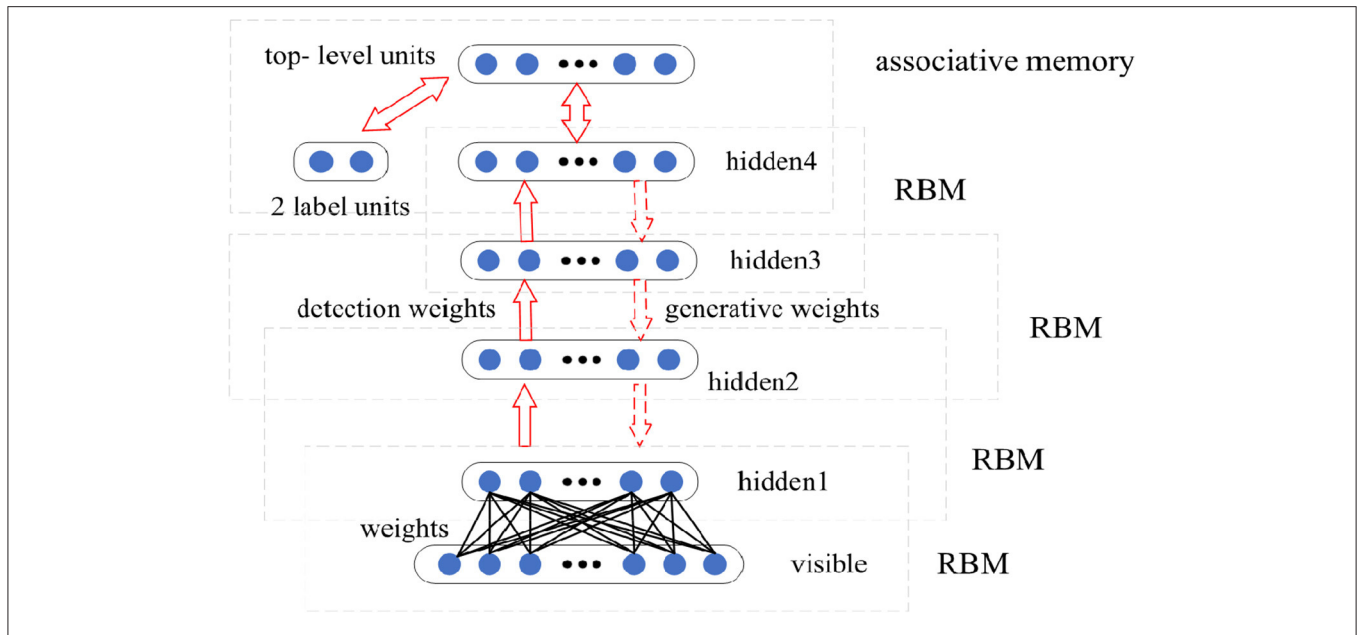 top- level units
associative memory
hidden4
RBM
2 label units
hidden3
detection weights
generative weights
RBM
hidden2
RBM
hidden1
weights
visible
RBM